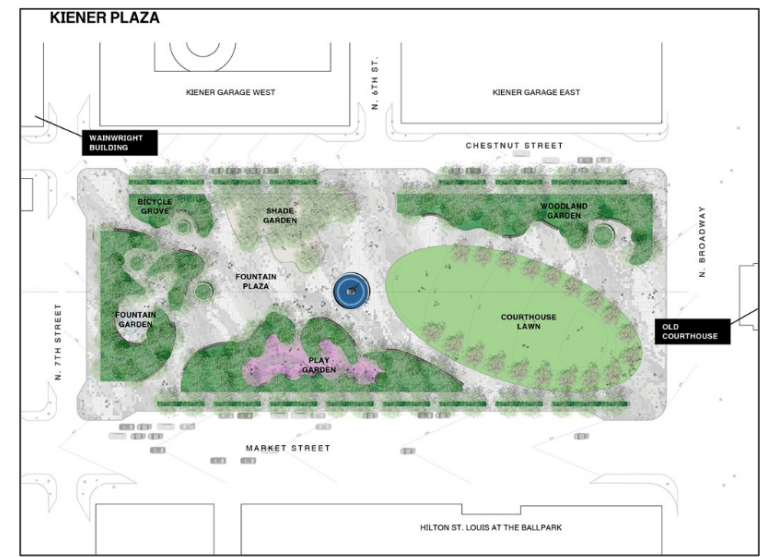 KIENER PLAZA
KIENER GARAGE WEST
N. 6TH ST.
KIENER GARAGE EAST
WAINWRIGHT
BUILDING
CHESTNUT STREET
BICYCLE
GROVE
SHADE
GARDEN
WOODLAND
GARDEN
N. BROADWAY
FOUNTAIN
PLAZA
FOUNTAIN
GARDEN
COURTHOUSE
LAWN
OLD
COURTHOUSE
N. 7TH STREET
PLAY
GARDEN
MARKET STREET
HILTON ST. LOUIS AT THE BALLPARK